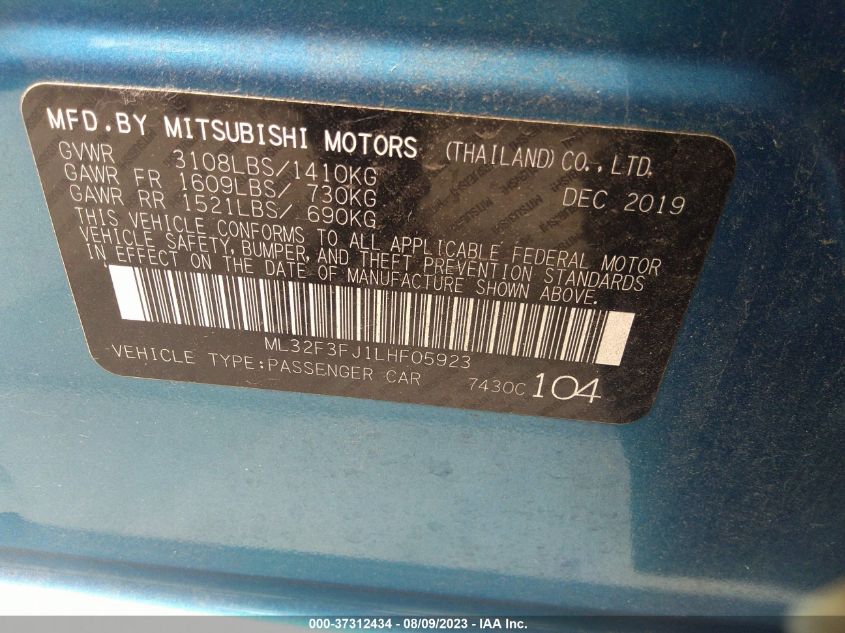 MFD.BY MITSUBISHI MOTORS (THAILAND) CO., LTD.
GVWR 3108LBS/1410KG
GAWR FR 1609LBS/ 730KG DEC 2019
GAWR RR 1521LBS/ 690KG
THIS VEHICLE CONFORMS TO ALL APPLICABLE FEDERAL MOTOR
VEHICLE SAFETY, BUMPER, AND THEFT PREVENTION STANDARDS
IN EFFECT ON THE DATE OF MANUFACTURE SHOWN ABOVE.
ML32F3FJ1LHF05923
VEHICLE TYPE:PASSENGER CAR 7430C 104
000-37312434 - 08/09/2023 - IAA Inc.